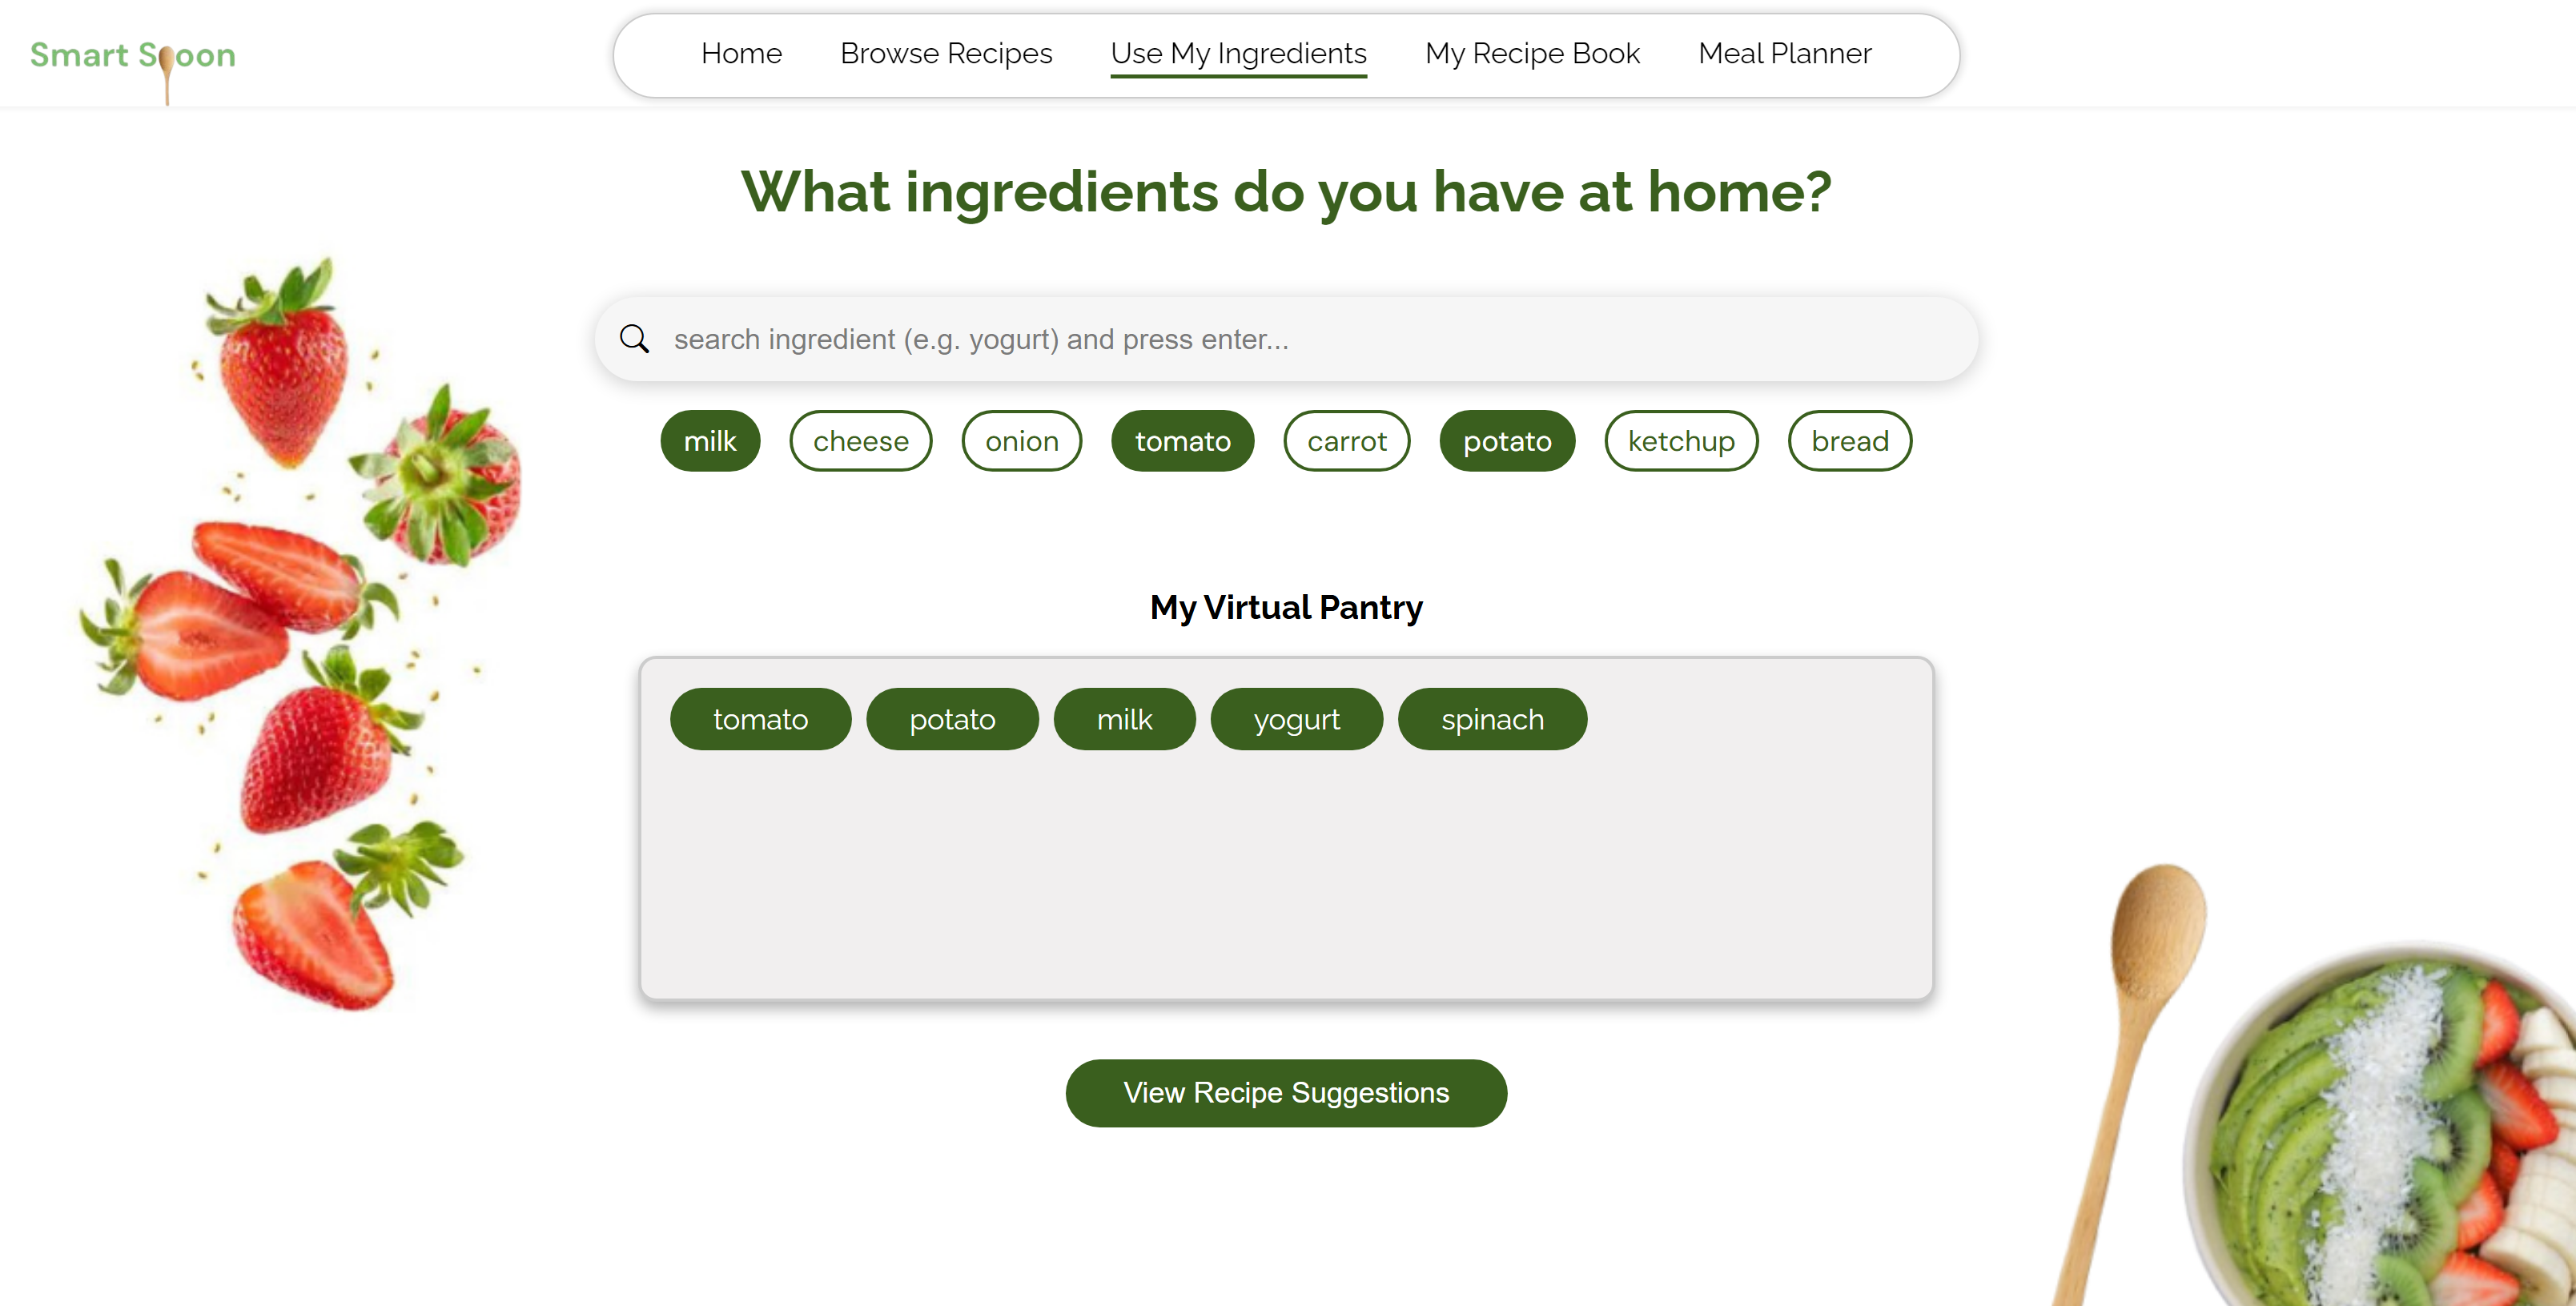 Smart Spoon
Home Browse Recipes Use My Ingredients My Recipe Book Meal Planner
What ingredients do you have at home?
search ingredient (e.g. yogurt) and press enter...
milk cheese onion tomato carrot potato ketchup bread
My Virtual Pantry
tomato potato milk yogurt spinach
View Recipe Suggestions